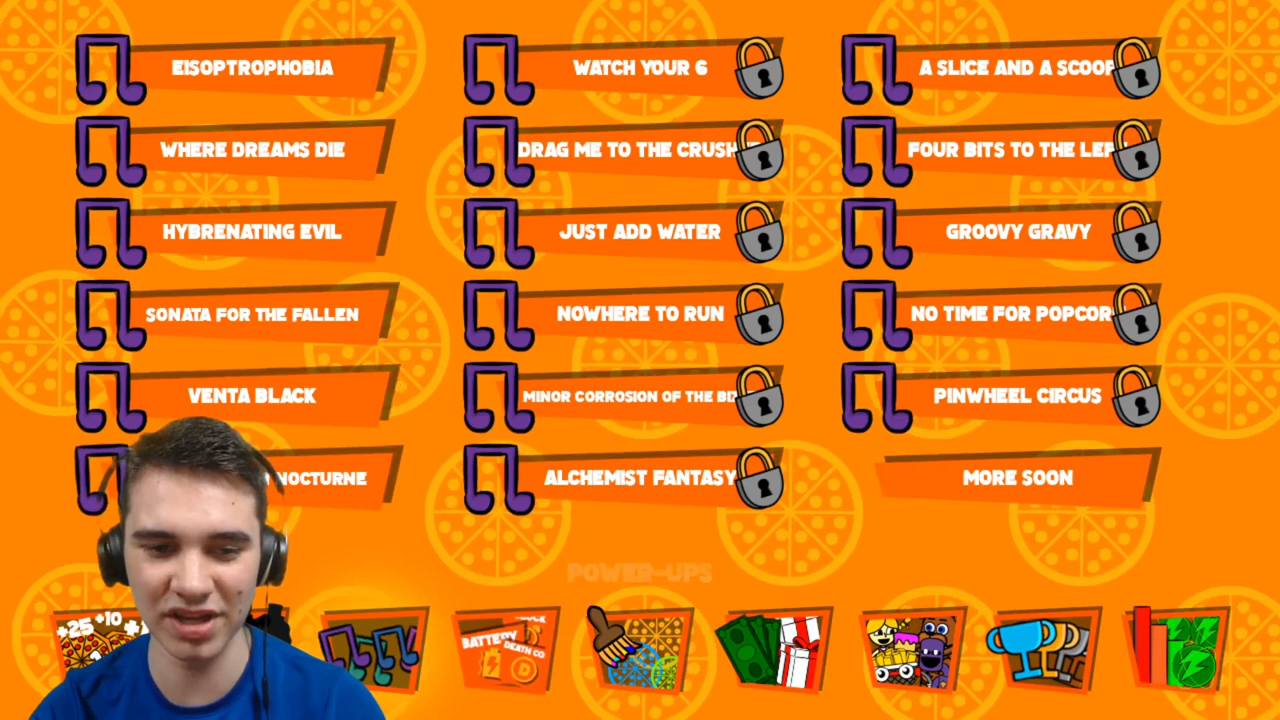 EISOPTROPHOBIA
WHERE DREAMS DIE
HYBRENATING EVIL
SONATA FOR THE FALLEN
VENTA BLACK
NOCTURNE
WATCH YOUR 6
DRAG ME TO THE CRUSH
JUST ADD WATER
NOWHERE TO RUN
MINOR CORROSION OF THE
ALCHEMIST FANTASY
A SLICE AND A SCOOP
FOUR BITS TO THE LEF
GROOVY GRAVY
NO TIME FOR POPCOR
PINWHEEL CIRCUS
MORE SOON
POWER-UPS
+25 +10
BATTERY
DEATH CO